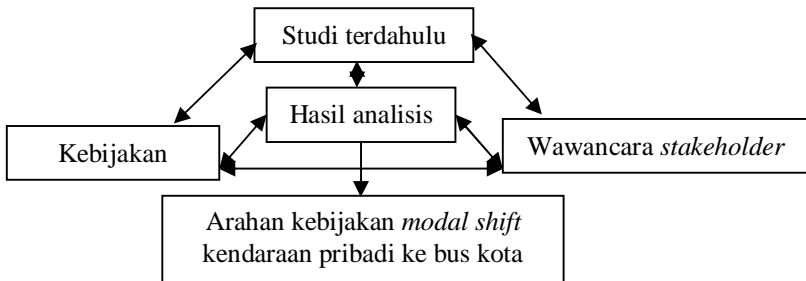 Studi terdahulu
Hasil analisis
Kebijakan
Wawancara stakeholder
Arahan kebijakan modal shift
kendaraan pribadi ke bus kota